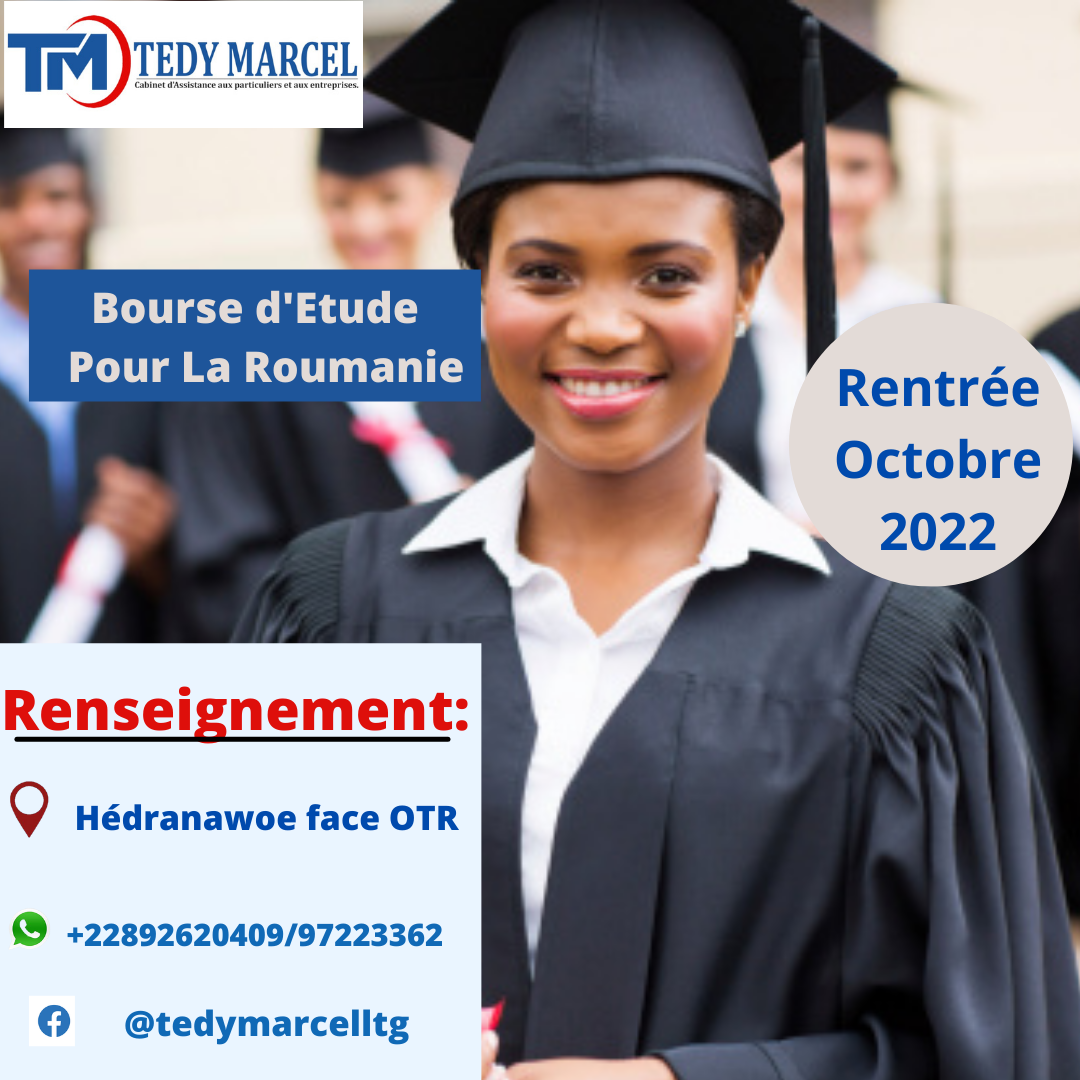 TM TEDY MARCEL
Cabinet d'Assistance aux particuliers et aux entreprises.
Bourse d'Etude
Pour La Roumanie
Rentrée
Octobre
2022
Renseignement:
Hédranawoe face OTR
+22892620409/97223362
@tedymarcelltg